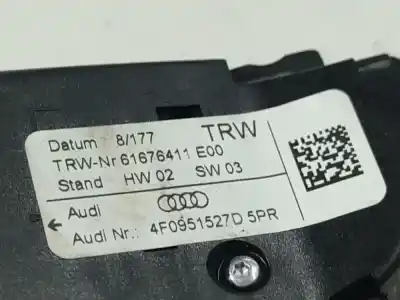 Datum 8/177 TRW
TRW-Nr 61676411 E00
Stand HW 02 SW 03
Audi
Audi Nr.: 4F0951527D 5PR